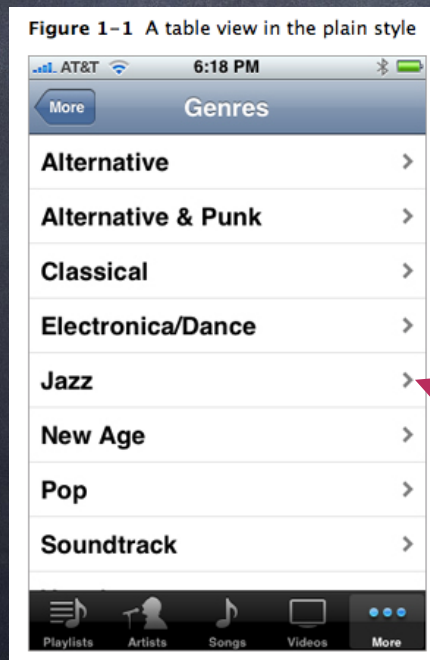 Figure 1-1 A table view in the plain style
AT&T 6:18 PM
More Genres
Alternative
Alternative & Punk
Classical
Electronica/Dance
Jazz
New Age
Pop
Soundtrack
Playlists Artists Songs Videos More